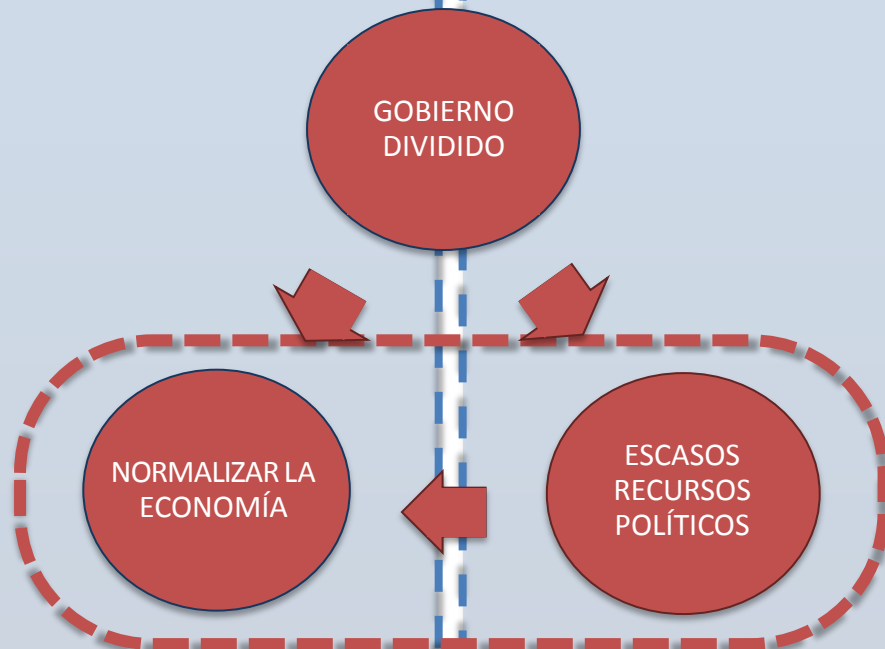 GOBIERNO
DIVIDIDO
NORMALIZAR LA
ECONOMÍA
ESCASOS
RECURSOS
POLÍTICOS